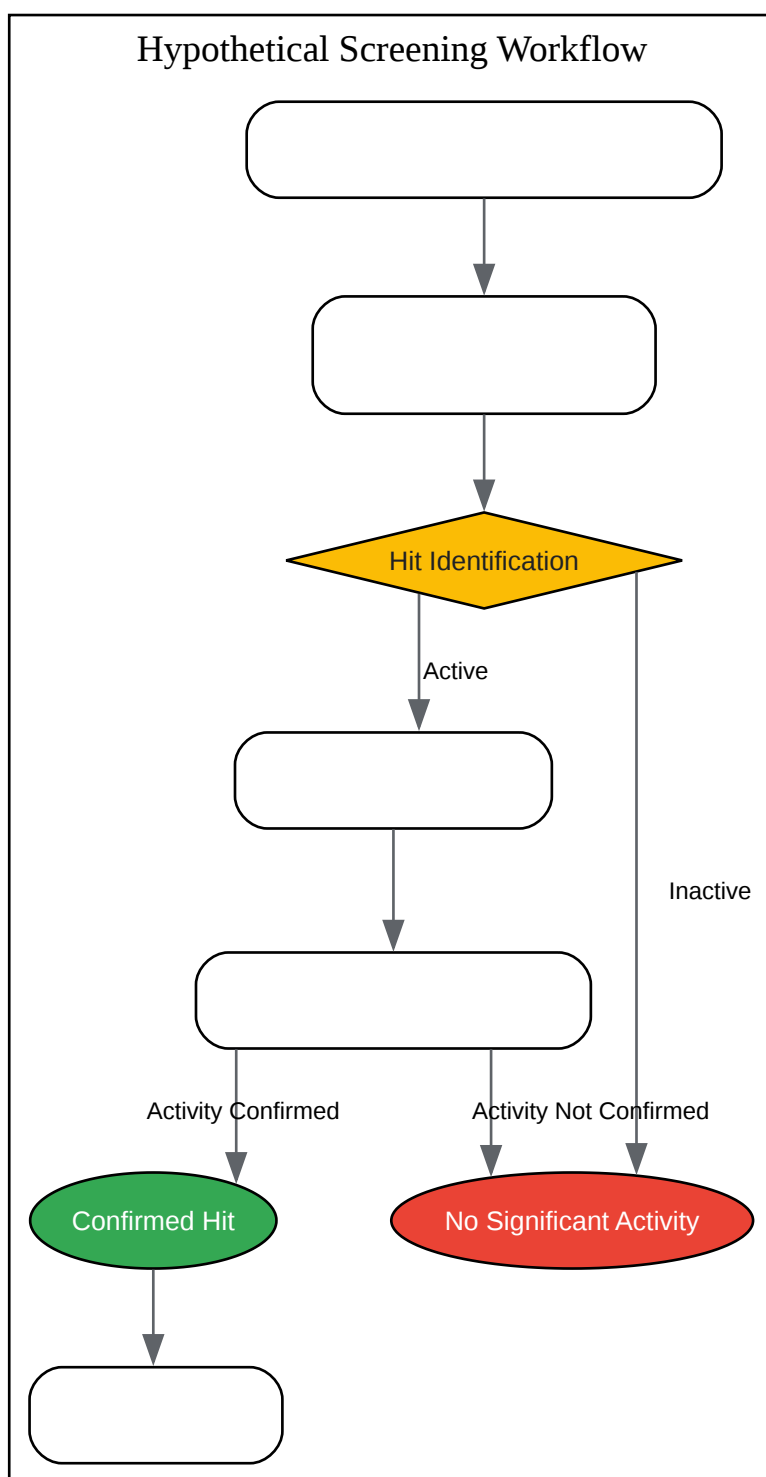 Hypothetical Screening Workflow
Hit Identification
Active
Inactive
Activity Confirmed
Activity Not Confirmed
Confirmed Hit
No Significant Activity